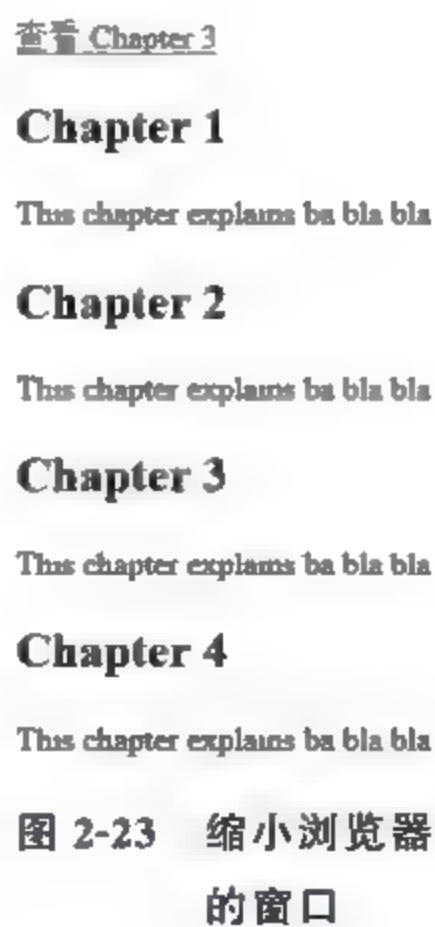 查看 Chapter 3
Chapter 1
This chapter explains ba bla bla
Chapter 2
This chapter explains ba bla bla
Chapter 3
This chapter explains ba bla bla
Chapter 4
This chapter explains ba bla bla
图 2-23 缩小浏览器
的窗口